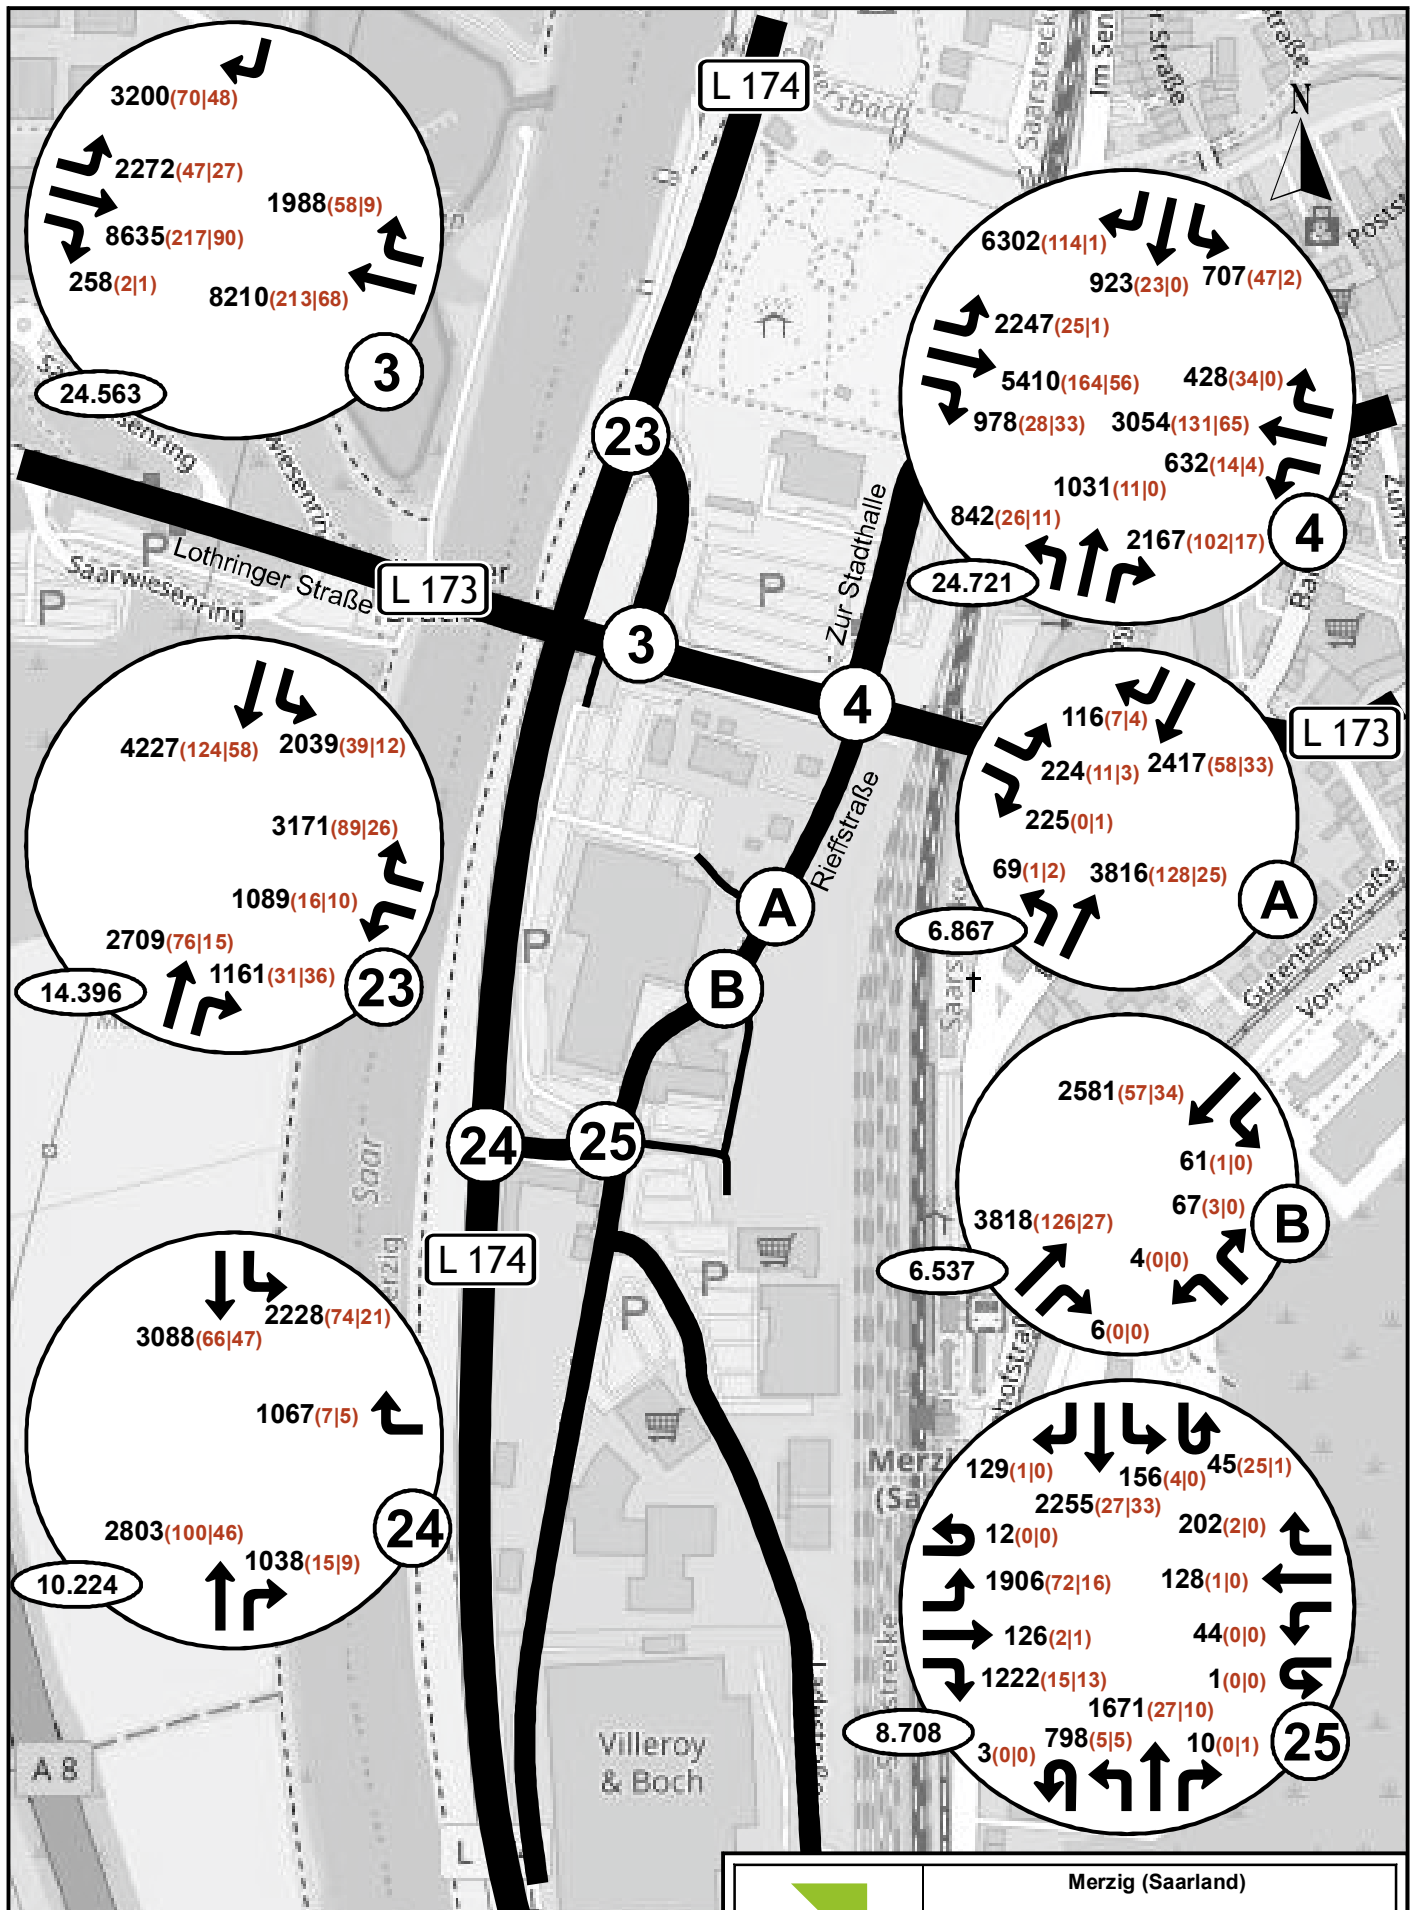 L 174
N
3200(70|48)
2272(47|27)
1988(58|9)
8635(217|90)
258(2|1)
8210(213|68)
3
24.563
6302(114|1)
923(23|0)
707(47|2)
2247(25|1)
5410(164|56)
428(34|0)
978(28|33)
3054(131|65)
632(14|4)
1031(11|0)
842(26|11)
2167(102|17)
4
24.721
23
Saarstrecke
Im Sen
Posts
Lothringer Straße
Saarwiesenring
P
P
L 173
Zur Stadthalle
P
3
4
L 173
4227(124|58)
2039(39|12)
3171(89|26)
1089(16|10)
2709(76|15)
1161(31|36)
23
14.396
116(7|4)
224(11|3)
2417(58|33)
225(0|1)
69(1|2)
3816(128|25)
A
6.867
Rieffstraße
A
P
B
Gutenbergstraße
Von-Boch-
24
25
Saar
2581(57|34)
61(1|0)
67(3|0)
3818(126|27)
4(0|0)
6(0|0)
B
6.537
L 174
P
P
3088(66|47)
2228(74|21)
1067(7|5)
2803(100|46)
1038(15|9)
24
10.224
129(1|0)
156(4|0)
45(25|1)
2255(27|33)
12(0|0)
202(2|0)
1906(72|16)
128(1|0)
126(2|1)
44(0|0)
1222(15|13)
1(0|0)
1671(27|10)
3(0|0)
798(5|5)
10(0|1)
25
8.708
Villeroy
& Boch
A 8
L
Merzig (Saarland)